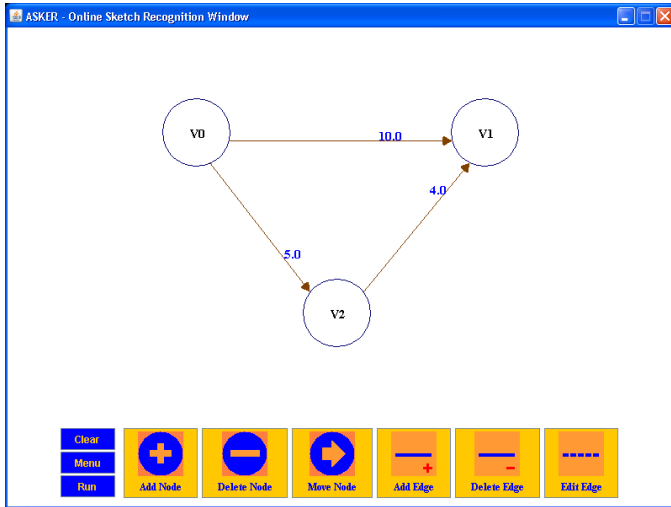 ASKER - Online Sketch Recognition Window
V0
10.0
V1
4.0
5.0
V2
Clear
Menu
Run
Add Node
Delete Node
Move Node
Add Edge
Delete Edge
Edit Edge